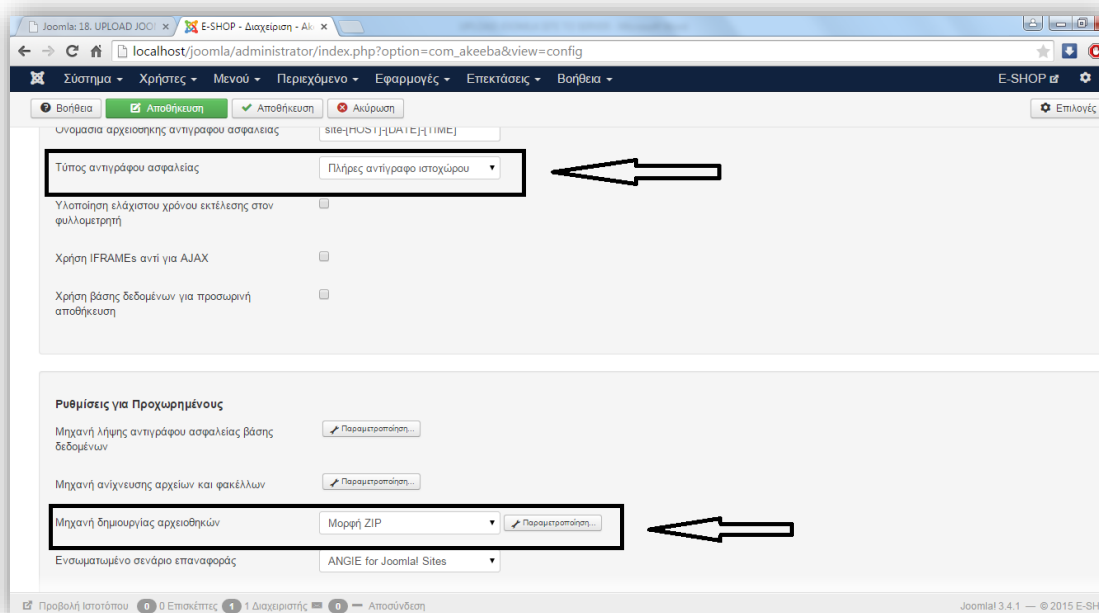 Joomla: 18. UPLOAD JOO
E-SHOP - Διαχείριση - Ak
localhost/joomla/administrator/index.php?option=com_akeeba&view=config
Σύστημα Χρήστες Μενού Περιεχόμενο Εφαρμογές Επεκτάσεις Βοήθεια E-SHOP
Βοήθεια Αποθήκευση Αποθήκευση Ακύρωση Επιλογές
Ονομασία αρχειοθήκης αντιγράφου ασφαλείας site-[HOST]-[DATE]-[TIME]
Τύπος αντιγράφου ασφαλείας Πλήρες αντίγραφο ιστοχώρου
Υλοποίηση ελάχιστου χρόνου εκτέλεσης στον
φυλλομετρητή
Χρήση IFRAMEs αντί για AJAX
Χρήση βάσης δεδομένων για προσωρινή
αποθήκευση
Ρυθμίσεις για Προχωρημένους
Μηχανή λήψης αντιγράφου ασφαλείας βάσης Παραμετροποίηση...
δεδομένων
Μηχανή ανίχνευσης αρχείων και φακέλλων Παραμετροποίηση...
Μηχανή δημιουργίας αρχειοθηκών Μορφή ZIP Παραμετροποίηση...
Ενσωματωμένο σενάριο επαναφοράς ANGIE for Joomla! Sites
Προβολή Ιστοτόπου 0 0 Επισκέπτες 1 1 Διαχειριστής 0 Αποσύνδεση Joomla! 3.4.1 — © 2015 E-SH